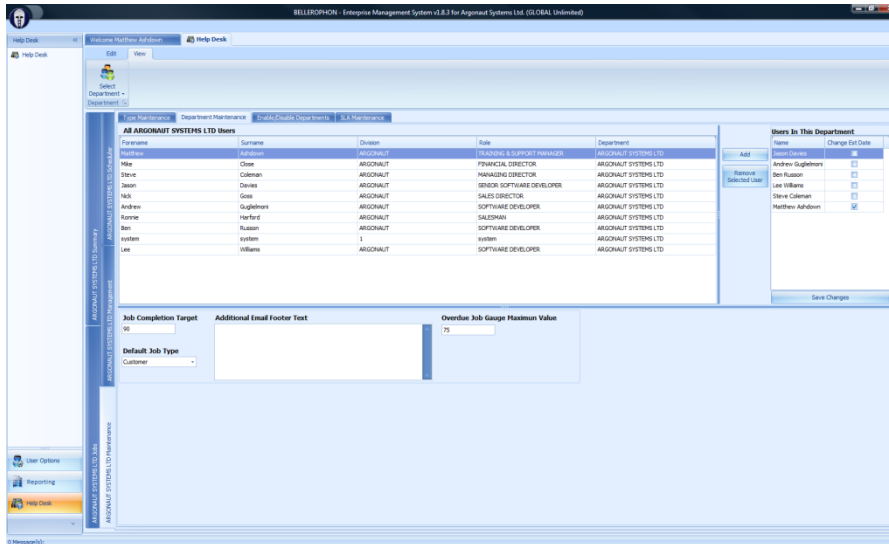 BELLEROPHON - Enterprise Management System v1.8.3 for Argonaut Systems Ltd. (GLOBAL Unlimited)
Help Desk
Welcome Matthew Ashdown
Help Desk
Help Desk
Edit
View
Select
Department
Department
Type Maintenance
Department Maintenance
Enable/Disable Departments
SLA Maintenance
All ARGONAUT SYSTEMS LTD Users
Forename Surname Division Role Department
Matthew Ashdown ARGONAUT TRAINING & SUPPORT MANAGER ARGONAUT SYSTEMS LTD
Mike Close ARGONAUT FINANCIAL DIRECTOR ARGONAUT SYSTEMS LTD
Steve Coleman ARGONAUT MANAGING DIRECTOR ARGONAUT SYSTEMS LTD
Jason Davies ARGONAUT SENIOR SOFTWARE DEVELOPER ARGONAUT SYSTEMS LTD
Nick Goss ARGONAUT SALES DIRECTOR ARGONAUT SYSTEMS LTD
Andrew Guglielmoni ARGONAUT SOFTWARE DEVELOPER ARGONAUT SYSTEMS LTD
Ronnie Harford ARGONAUT SALESMAN ARGONAUT SYSTEMS LTD
Ben Russon ARGONAUT SOFTWARE DEVELOPER ARGONAUT SYSTEMS LTD
system system 1 system ARGONAUT SYSTEMS LTD
Lee Williams ARGONAUT SOFTWARE DEVELOPER ARGONAUT SYSTEMS LTD
Add
Remove
Selected User
Users In This Department
Name Change Est Date
Jason Davies
Andrew Guglielmoni
Ben Russon
Lee Williams
Steve Coleman
Matthew Ashdown
Save Changes
Job Completion Target
90
Default Job Type
Customer
Additional Email Footer Text
Overdue Job Gauge Maximun Value
75
ARGONAUT SYSTEMS LTD Summary
ARGONAUT SYSTEMS LTD Jobs
ARGONAUT SYSTEMS LTD Scheduler
ARGONAUT SYSTEMS LTD Management
ARGONAUT SYSTEMS LTD Maintenance
User Options
Reporting
Help Desk
0 Message(s):